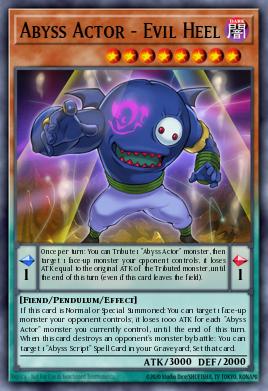 ABYSS ACTOR - EVIL HEEL
DARK
闇
Once per turn: You can Tribute 1 "Abyss Actor" monster, then
target 1 face-up monster your opponent controls; it loses
ATK equal to the original ATK of the Tributed monster, until
the end of this turn (even if this card leaves the field).
1
1
[FIEND/PENDULUM/EFFECT]
If this card is Normal or Special Summoned: You can target 1 face-up
monster your opponent controls; it loses 1000 ATK for each "Abyss
Actor" monster you currently control, until the end of this turn.
When this card destroys an opponent's monster by battle: You can
target 1 "Abyss Script" Spell Card in your Graveyard; Set that card.
ATK/3000 DEF/2000